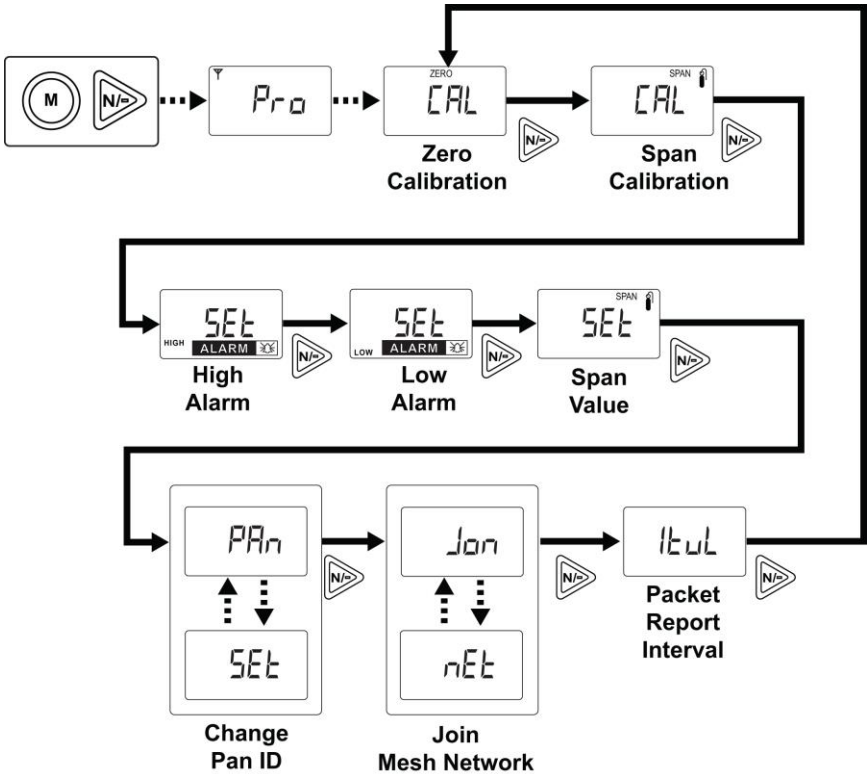 M N/-
Pro
ZERO
CAL
SPAN
CAL
Zero
Calibration
N/-
Span
Calibration
N/-
SEt
HIGH ALARM
High
Alarm
N/-
SEt
LOW ALARM
Low
Alarm
N/-
SPAN
SEt
Span
Value
N/-
PAn
SEt
Change
Pan ID
N/-
Jon
nEt
Join
Mesh Network
N/-
ItuL
Packet
Report
Interval
N/-